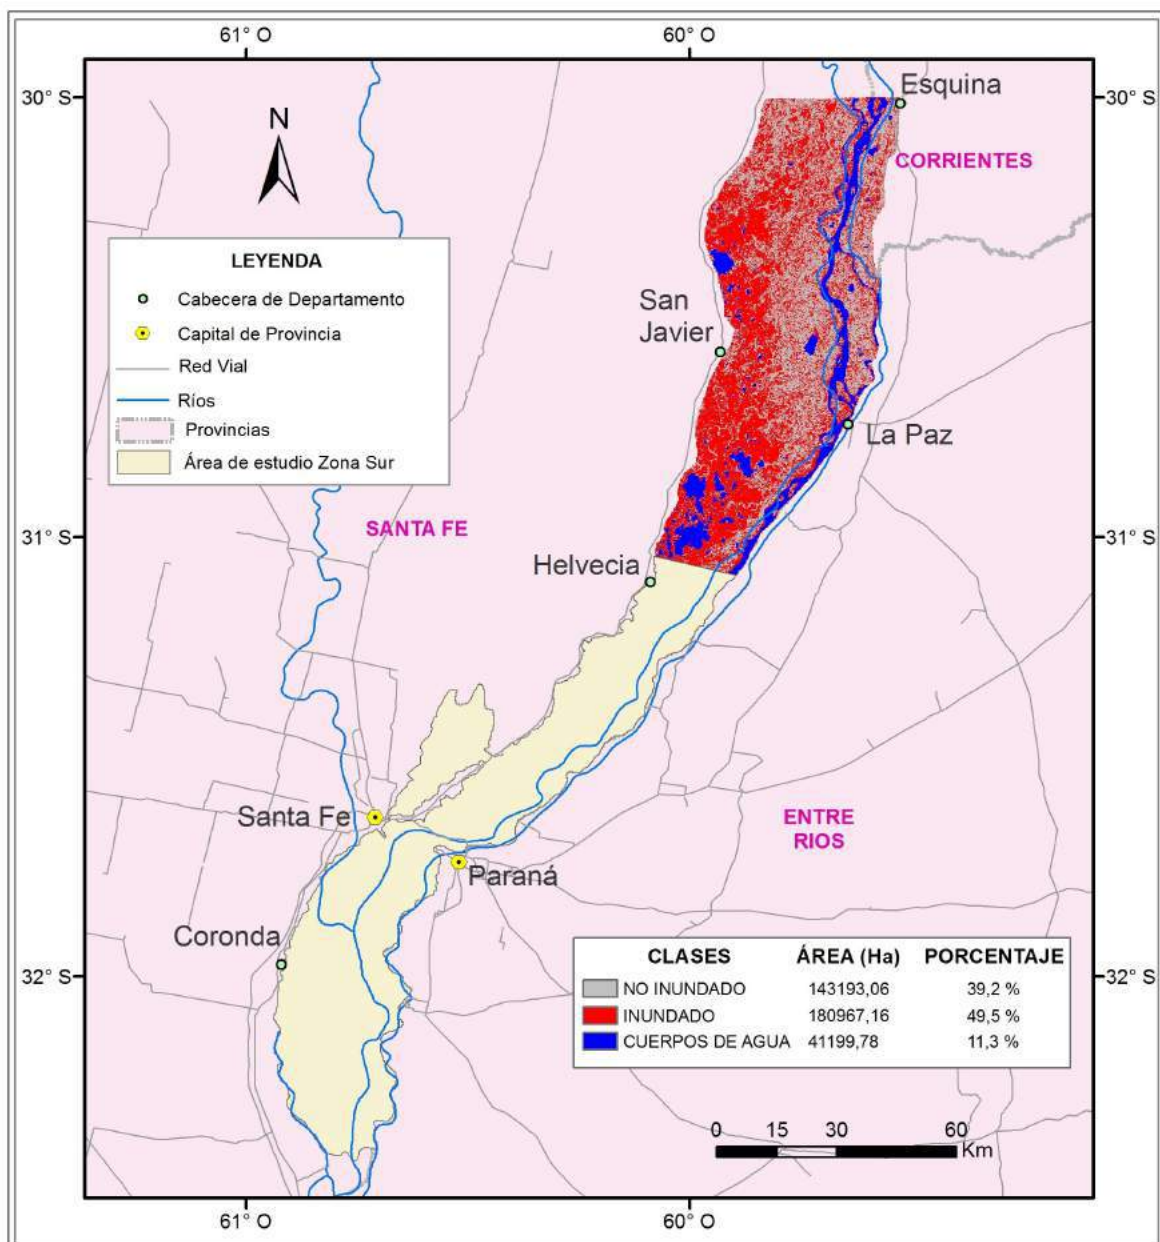 61° O 60° O
30° S 30° S
Esquina
N
CORRIENTES
LEYENDA
Cabecera de Departamento
Capital de Provincia
Red Vial
Ríos
Provincias
Área de estudio Zona Sur
San
Javier
La Paz
SANTA FE
31° S 31° S
Helvecia
Santa Fe
ENTRE
RIOS
Paraná
Coronda
32° S 32° S
CLASES ÁREA (Ha) PORCENTAJE
NO INUNDADO 143193,06 39,2 %
INUNDADO 180967,16 49,5 %
CUERPOS DE AGUA 41199,78 11,3 %
0 15 30 60
Km
61° O 60° O